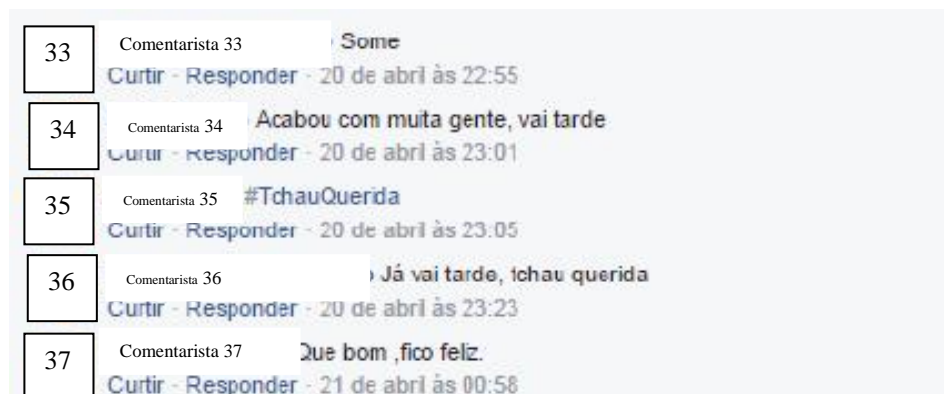 33 Comentarista 33 Some
Curtir - Responder - 20 de abril às 22:55
34 Comentarista 34 Acabou com muita gente, vai tarde
Curtir - Responder - 20 de abril às 23:01
35 Comentarista 35 #TchauQuerida
Curtir - Responder - 20 de abril às 23:05
36 Comentarista 36 Já vai tarde, tchau querida
Curtir - Responder - 20 de abril às 23:23
37 Comentarista 37 Que bom ,fico feliz.
Curtir - Responder - 21 de abril às 00:58